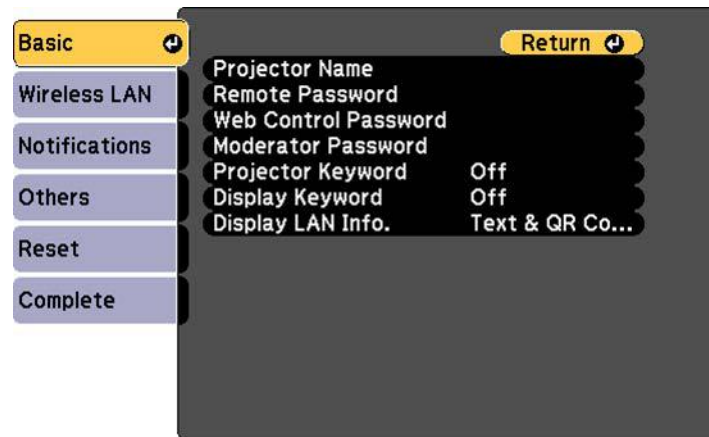 Basic
Wireless LAN
Notifications
Others
Reset
Complete
Return
Projector Name
Remote Password
Web Control Password
Moderator Password
Projector Keyword Off
Display Keyword Off
Display LAN Info. Text & QR Co...